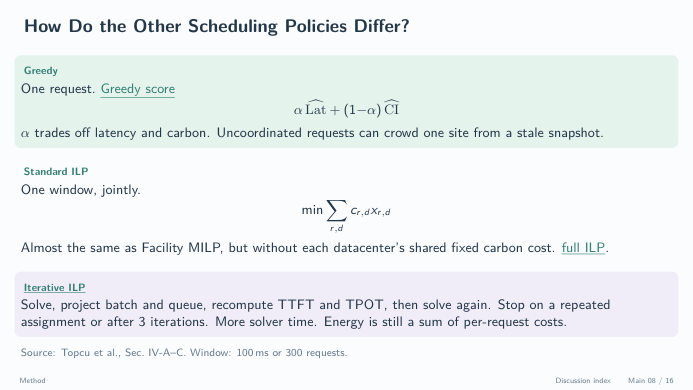 How Do the Other Scheduling Policies Differ?
Greedy
One request. Greedy score
α L̂at + (1−α) ĈI
α trades off latency and carbon. Uncoordinated requests can crowd one site from a stale snapshot.
Standard ILP
One window, jointly.
min ∑ c_{r,d} x_{r,d}
r,d
Almost the same as Facility MILP, but without each datacenter's shared fixed carbon cost. full ILP.
Iterative ILP
Solve, project batch and queue, recompute TTFT and TPOT, then solve again. Stop on a repeated
assignment or after 3 iterations. More solver time. Energy is still a sum of per-request costs.
Source: Topcu et al., Sec. IV-A–C. Window: 100 ms or 300 requests.
Method Discussion index Main 08 / 16